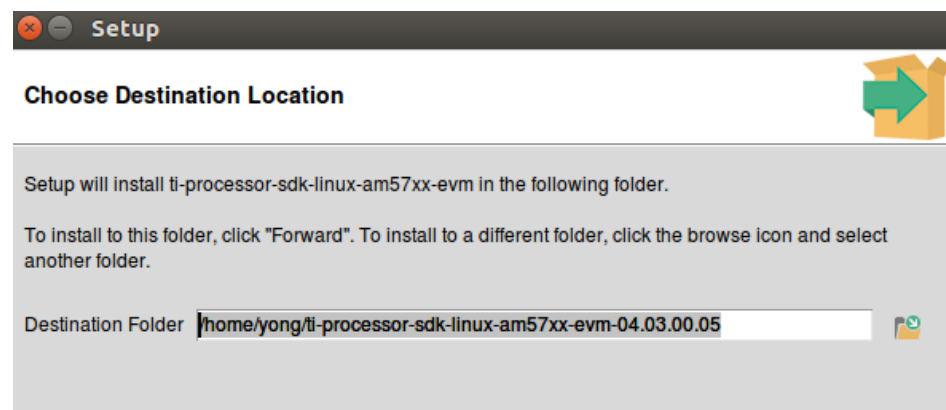 Setup
Choose Destination Location
Setup will install ti-processor-sdk-linux-am57xx-evm in the following folder.
To install to this folder, click "Forward". To install to a different folder, click the browse icon and select
another folder.
Destination Folder /home/yong/ti-processor-sdk-linux-am57xx-evm-04.03.00.05